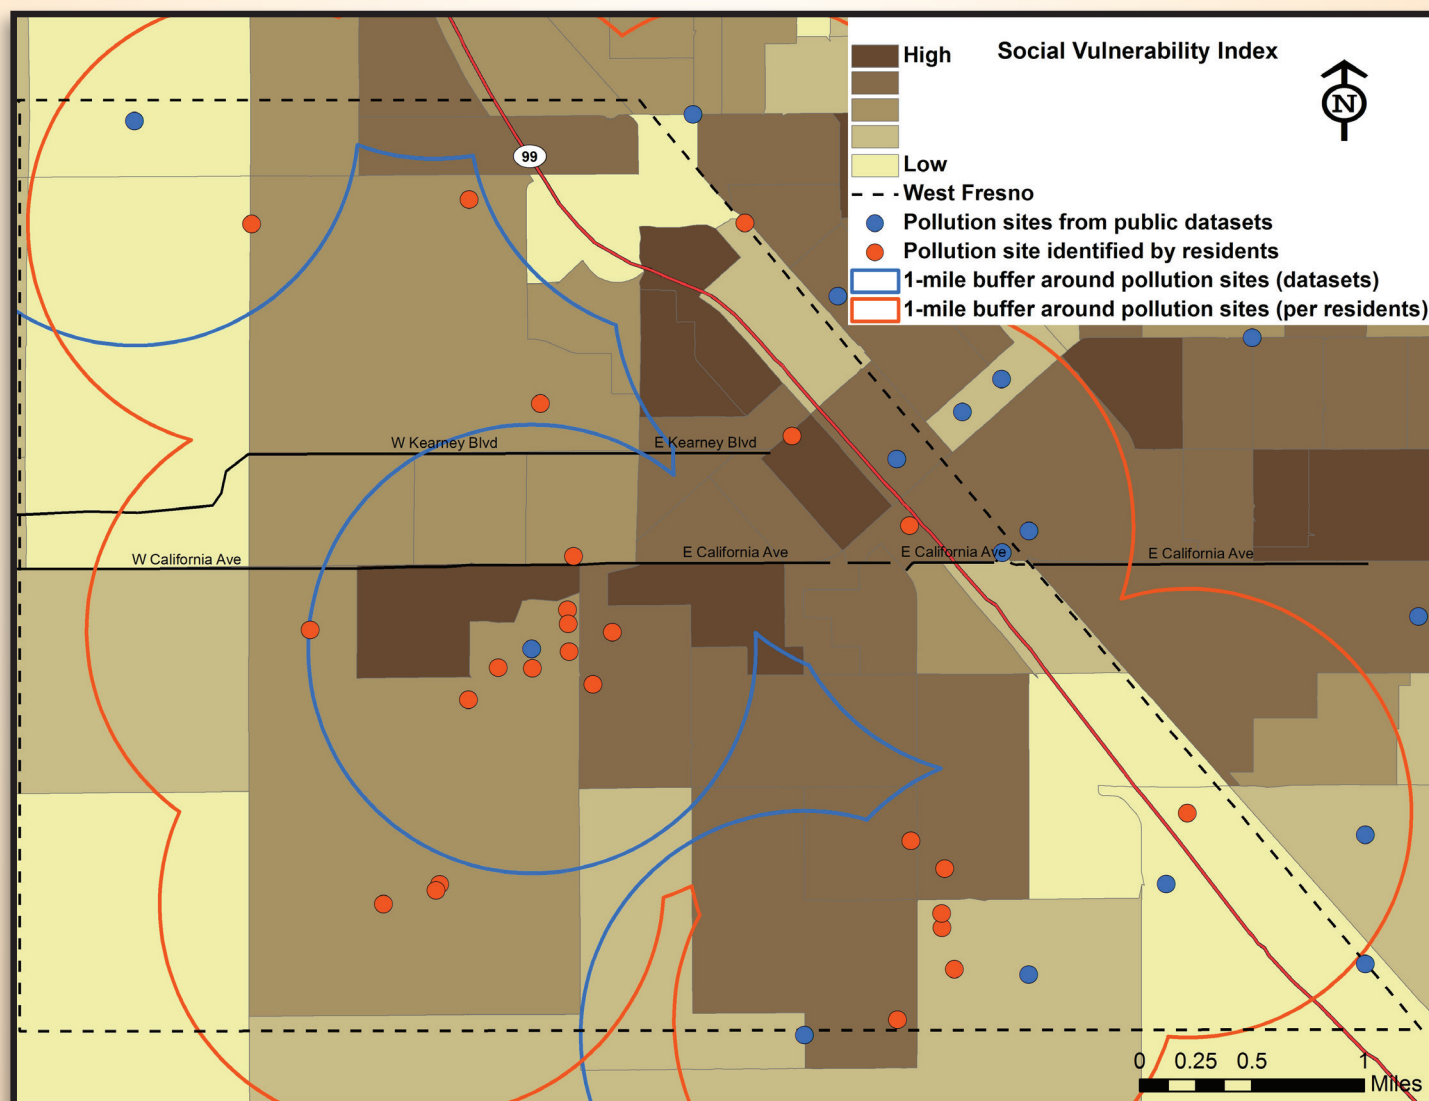 Social Vulnerability Index
High
N
Low
West Fresno
Pollution sites from public datasets
Pollution site identified by residents
1-mile buffer around pollution sites (datasets)
1-mile buffer around pollution sites (per residents)
99
W Kearney Blvd
E Kearney Blvd
W California Ave
E California Ave
E California Ave
E California Ave
0 0.25 0.5 1
Miles